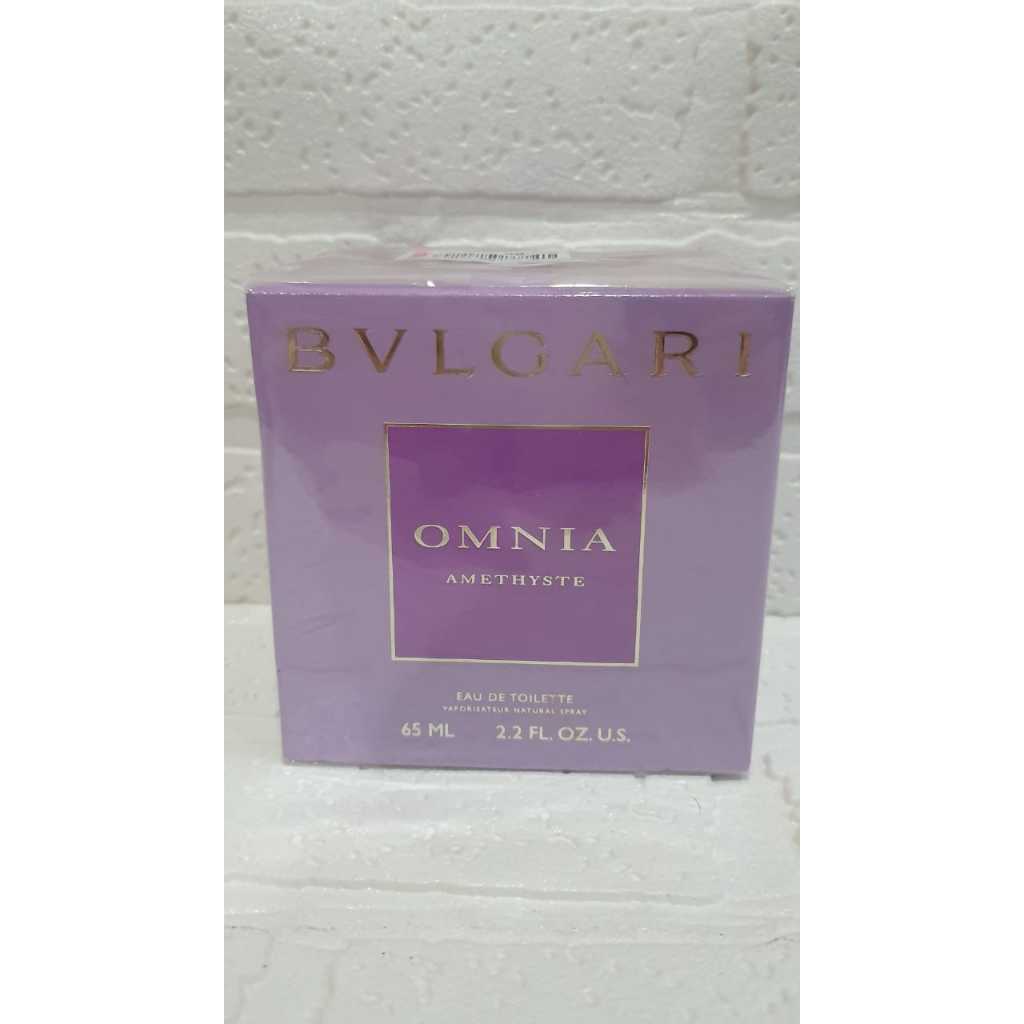 BVLGARI
OMNIA
AMETHYSTE
EAU DE TOILETTE
VAPORISATEUR NATURAL SPRAY
65 ML 2.2 FL. OZ. U.S.